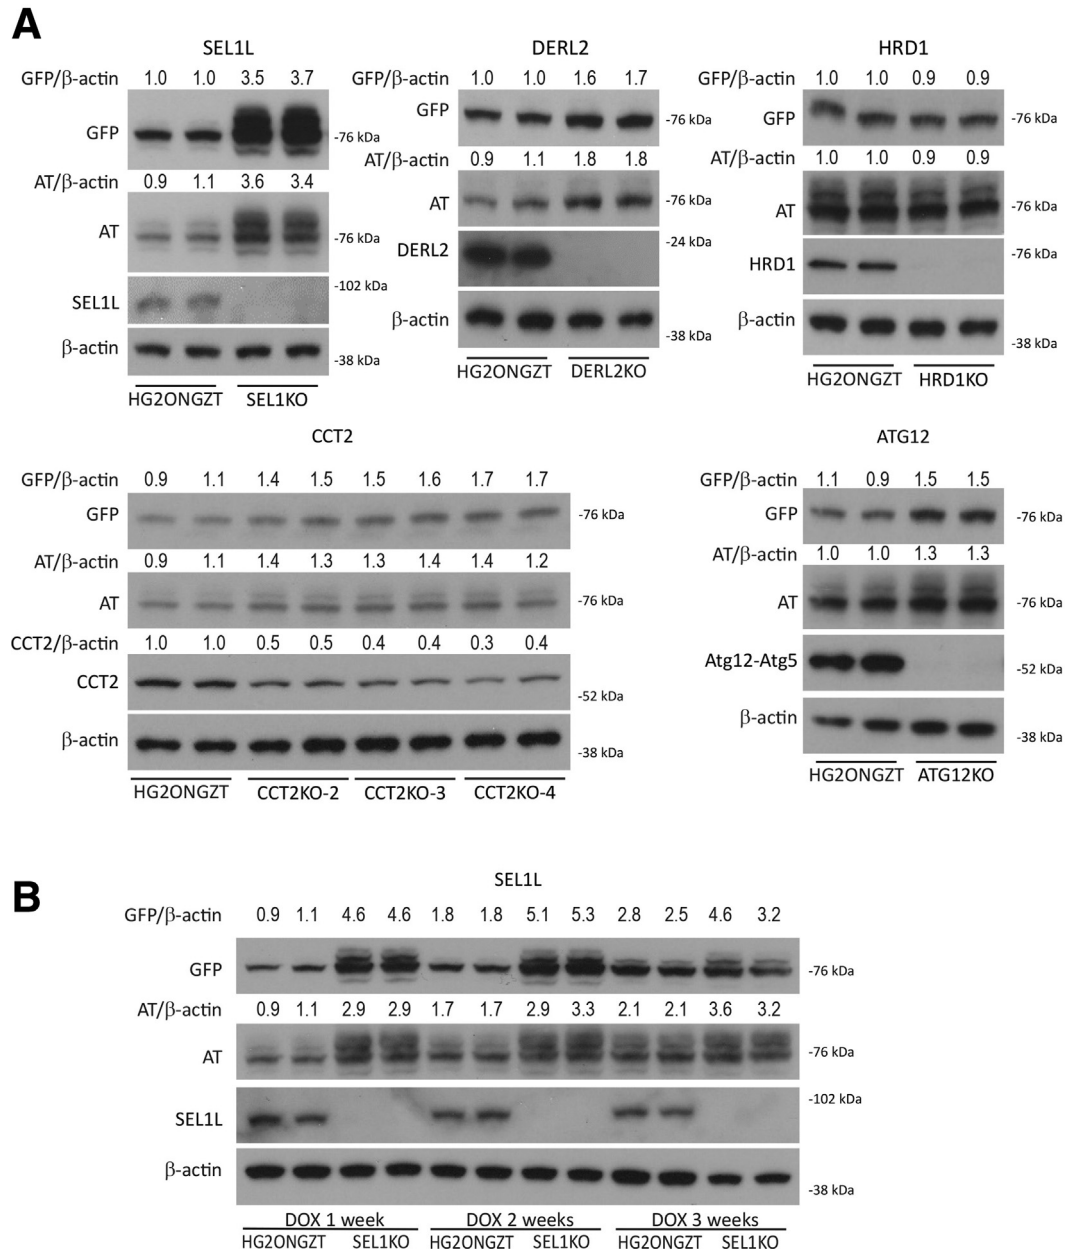 A
SEL1L
GFP/β-actin 1.0 1.0 3.5 3.7
GFP -76 kDa
AT/β-actin 0.9 1.1 3.6 3.4
AT -76 kDa
SEL1L -102 kDa
β-actin -38 kDa
HG2ONGZT SEL1KO
DERL2
GFP/β-actin 1.0 1.0 1.6 1.7
GFP -76 kDa
AT/β-actin 0.9 1.1 1.8 1.8
AT -76 kDa
DERL2 -24 kDa
β-actin -38 kDa
HG2ONGZT DERL2KO
HRD1
GFP/β-actin 1.0 1.0 0.9 0.9
GFP -76 kDa
AT/β-actin 1.0 1.0 0.9 0.9
AT -76 kDa
HRD1 -76 kDa
β-actin -38 kDa
HG2ONGZT HRD1KO
CCT2
GFP/β-actin 0.9 1.1 1.4 1.5 1.5 1.6 1.7 1.7
GFP -76 kDa
AT/β-actin 0.9 1.1 1.4 1.3 1.3 1.4 1.4 1.2
AT -76 kDa
CCT2/β-actin 1.0 1.0 0.5 0.5 0.4 0.4 0.3 0.4
CCT2 -52 kDa
β-actin -38 kDa
HG2ONGZT CCT2KO-2 CCT2KO-3 CCT2KO-4
ATG12
GFP/β-actin 1.1 0.9 1.5 1.5
GFP -76 kDa
AT/β-actin 1.0 1.0 1.3 1.3
AT -76 kDa
Atg12-Atg5 -52 kDa
β-actin -38 kDa
HG2ONGZT ATG12KO
B
SEL1L
GFP/β-actin 0.9 1.1 4.6 4.6 1.8 1.8 5.1 5.3 2.8 2.5 4.6 3.2
GFP -76 kDa
AT/β-actin 0.9 1.1 2.9 2.9 1.7 1.7 2.9 3.3 2.1 2.1 3.6 3.2
AT -76 kDa
SEL1L -102 kDa
β-actin -38 kDa
DOX 1 week DOX 2 weeks DOX 3 weeks
HG2ONGZT SEL1KO HG2ONGZT SEL1KO HG2ONGZT SEL1KO